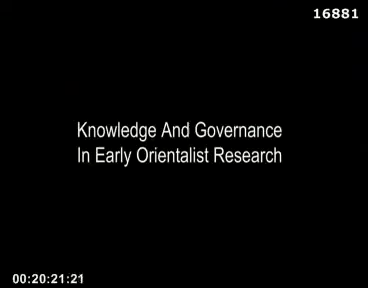 16881
Knowledge And Governance
In Early Orientalist Research
00:20:21:21